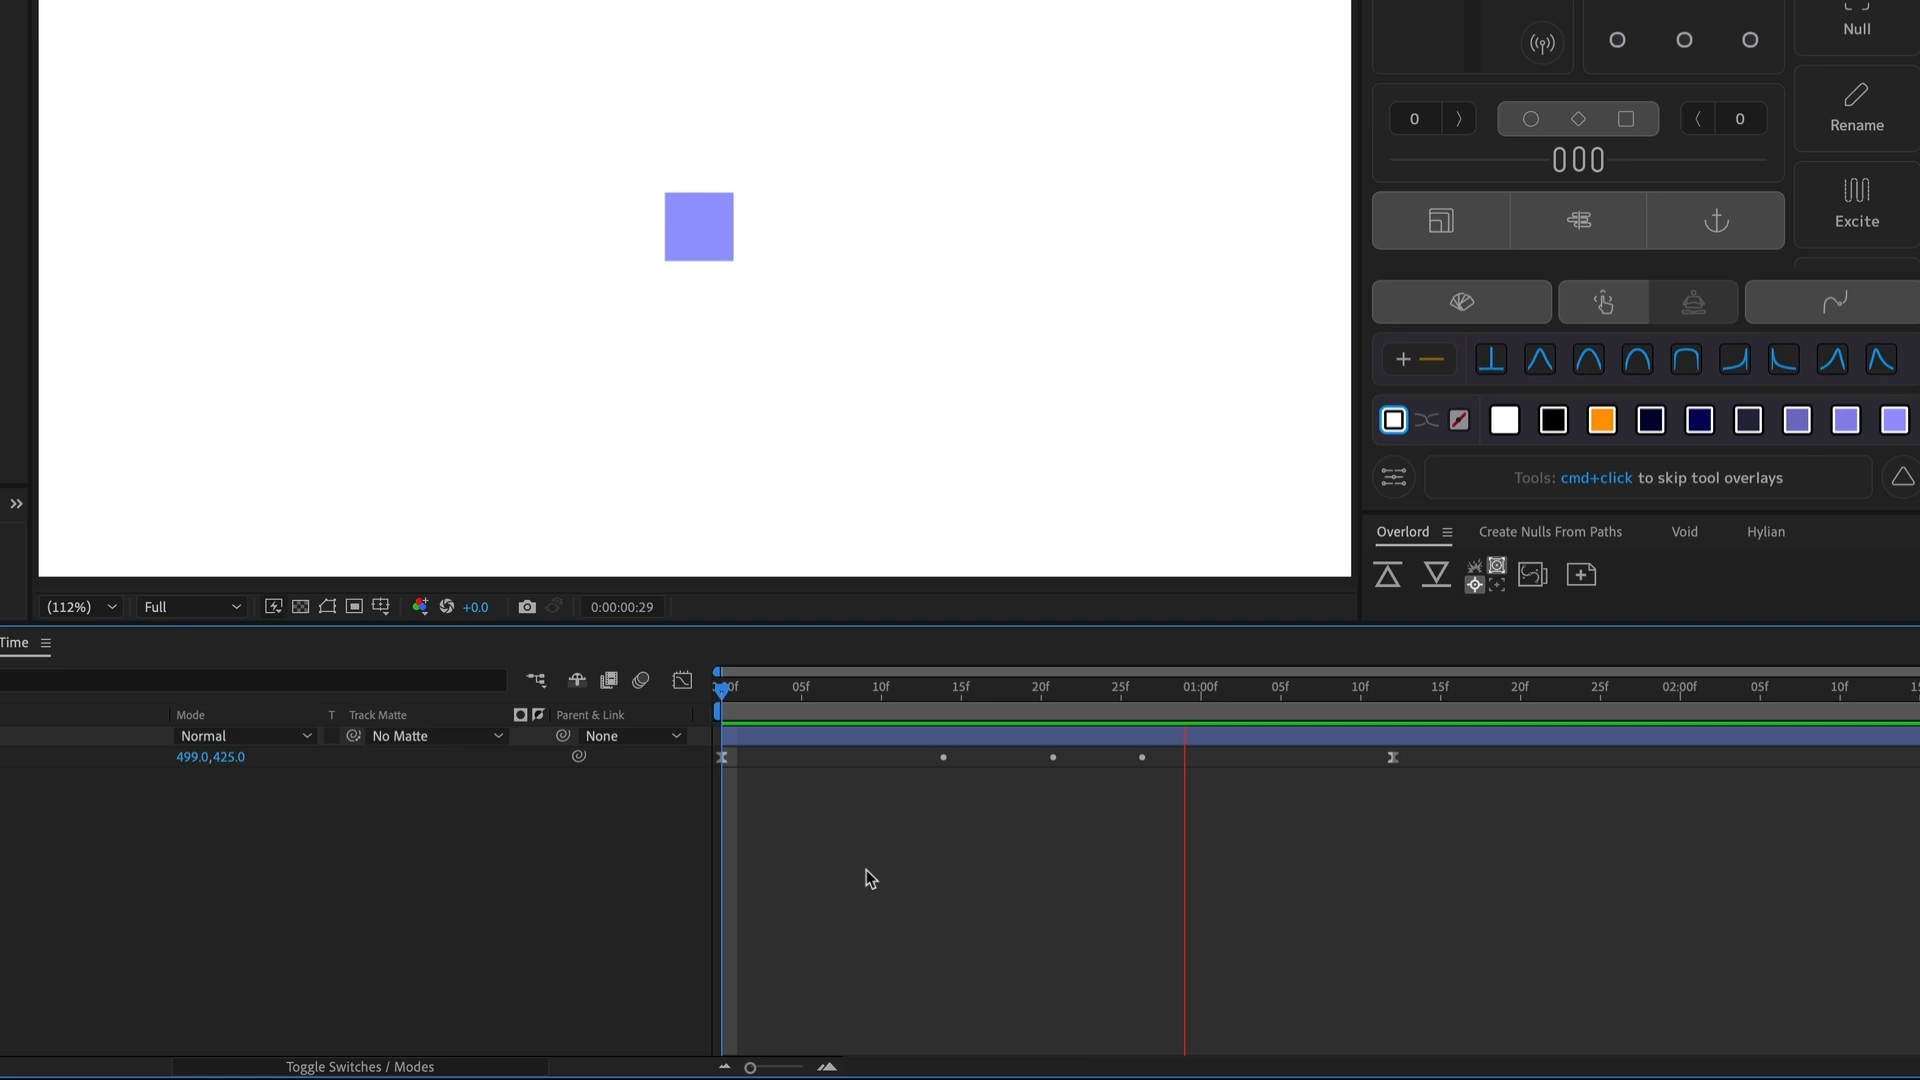 Null
0
0
Rename
Excite
Tools: cmd+click to skip tool overlays
Overlord
Create Nulls From Paths
Void
Hylian
(112%)
Full
+0.0
0:00:00:29
Time
05f
10f
15f
20f
25f
01:00f
05f
10f
15f
20f
25f
02:00f
05f
10f
Mode
T
Track Matte
Parent & Link
Normal
No Matte
None
499.0,425.0
Toggle Switches / Modes